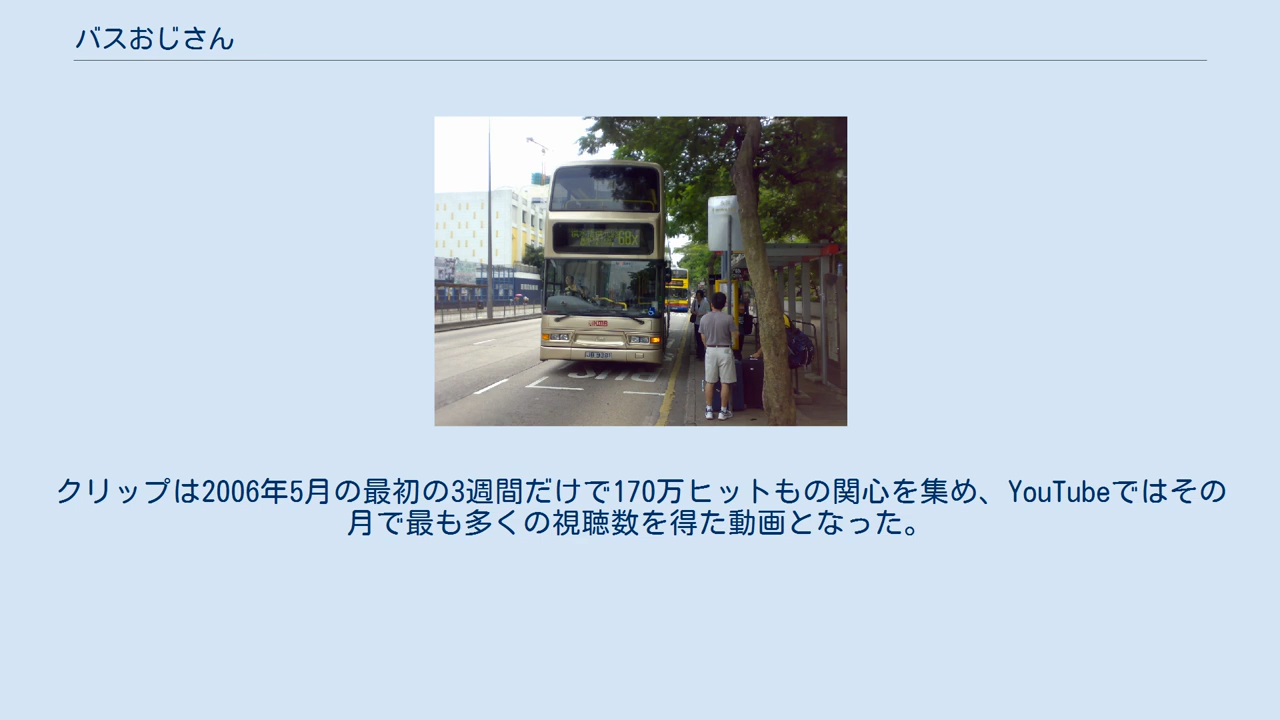 バスおじさん
68X
KMB
クリップは2006年5月の最初の3週間だけで170万ヒットもの関心を集め、YouTubeではその
月で最も多くの視聴数を得た動画となった。